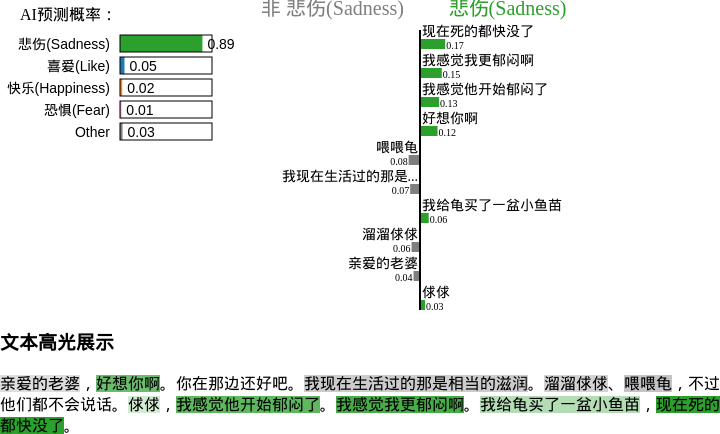 AI预测概率：
悲伤(Sadness) 0.89
喜爱(Like) 0.05
快乐(Happiness) 0.02
恐惧(Fear) 0.01
Other 0.03
非 悲伤(Sadness) 悲伤(Sadness)
现在死的都快没了
0.17
我感觉我更郁闷啊
0.15
我感觉他开始郁闷了
0.13
好想你啊
0.12
喂喂龟
0.08
我现在生活过的那是...
0.07
我给龟买了一盆小鱼苗
0.06
溜溜俅俅
0.06
亲爱的老婆
0.04
俅俅
0.03
文本高光展示
亲爱的老婆，好想你啊。你在那边还好吧。我现在生活过的那是相当的滋润。溜溜俅俅、喂喂龟，不过
他们都不会说话。俅俅，我感觉他开始郁闷了。我感觉我更郁闷啊。我给龟买了一盆小鱼苗，现在死的
都快没了。